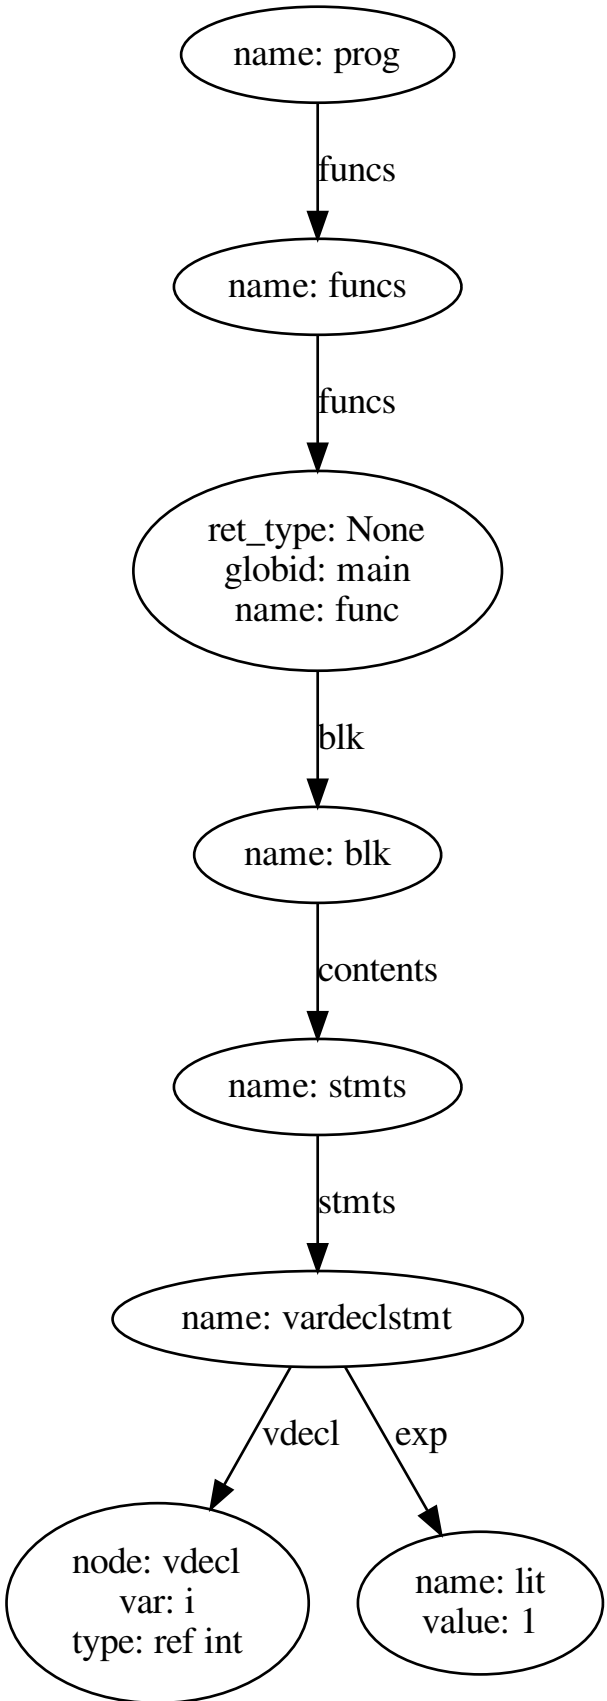 name: prog
funcs
name: funcs
funcs
ret_type: None
globid: main
name: func
blk
name: blk
contents
name: stmts
stmts
name: vardeclstmt
vdecl
exp
node: vdecl
var: i
type: ref int
name: lit
value: 1